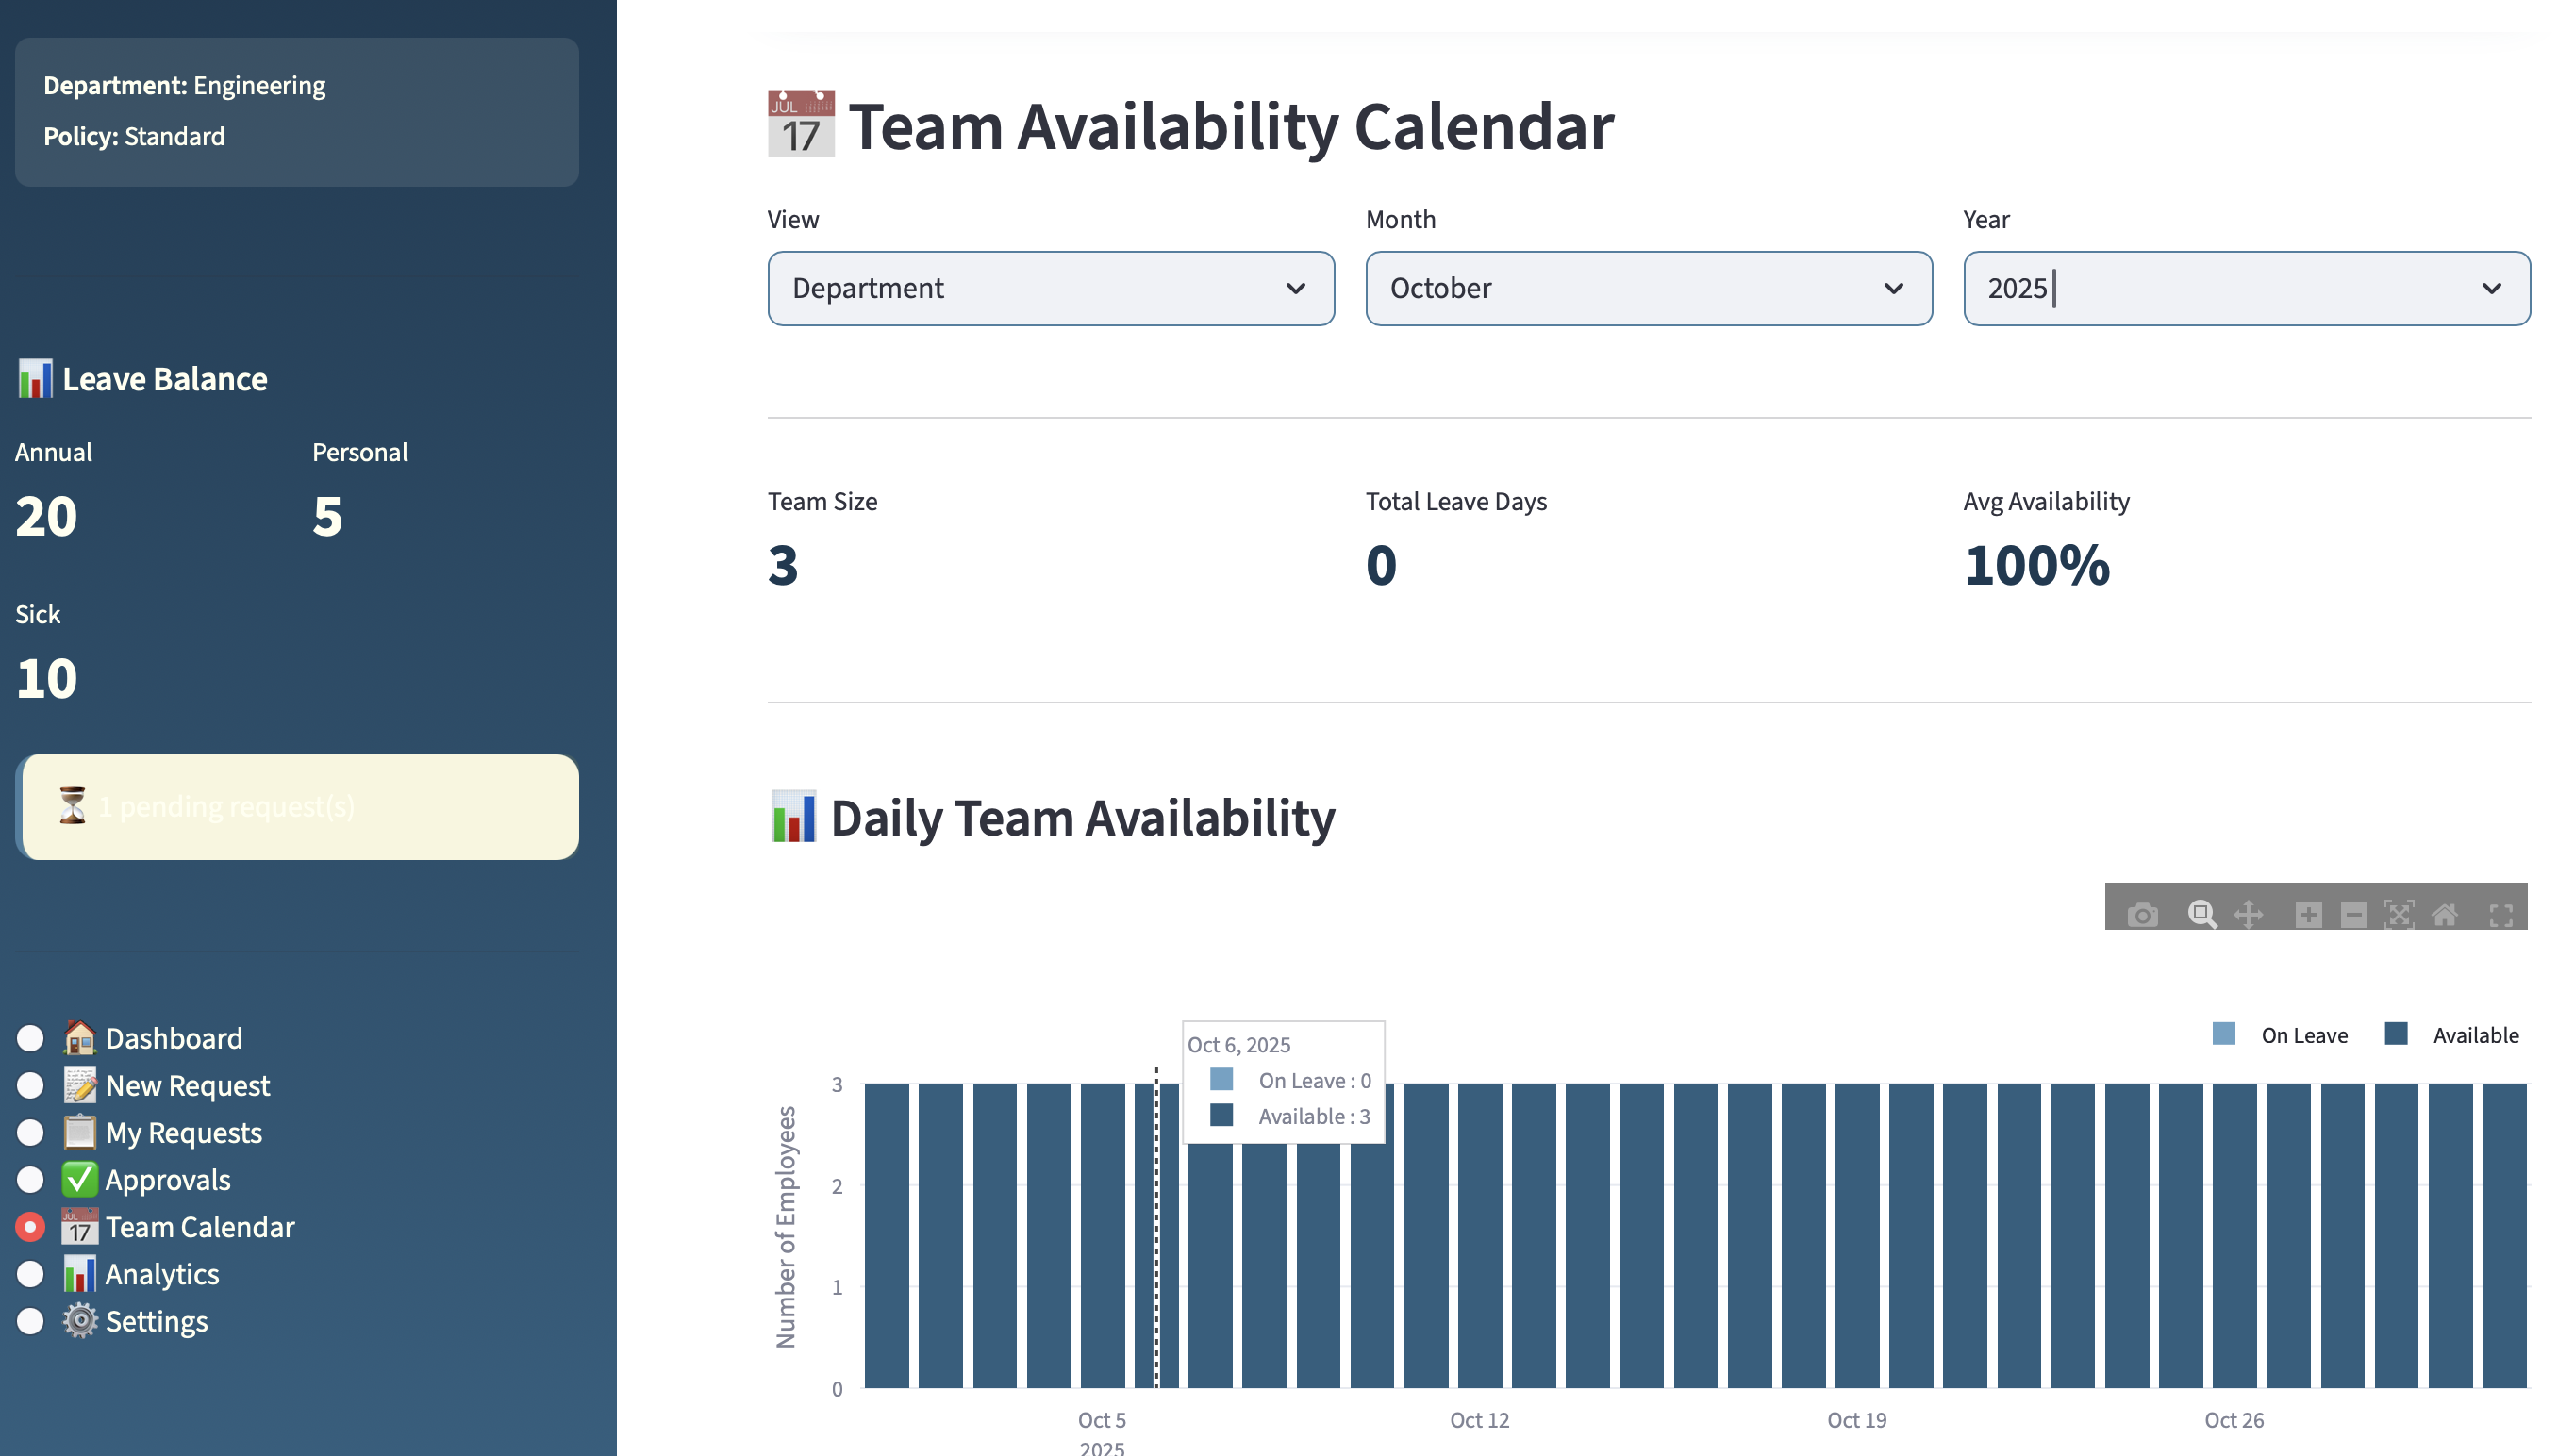 Department: Engineering
Policy: Standard
Leave Balance
Annual
Personal
20
5
Sick
10
1 pending request(s)
Dashboard
New Request
My Requests
Approvals
JUL 17 Team Calendar
Analytics
Settings
JUL 17 Team Availability Calendar
View
Month
Year
Department
October
2025
Team Size
Total Leave Days
Avg Availability
3
0
100%
Daily Team Availability
On Leave
Available
Oct 6, 2025
On Leave : 0
Available : 3
Number of Employees
3
2
1
0
Oct 5
2025
Oct 12
Oct 19
Oct 26